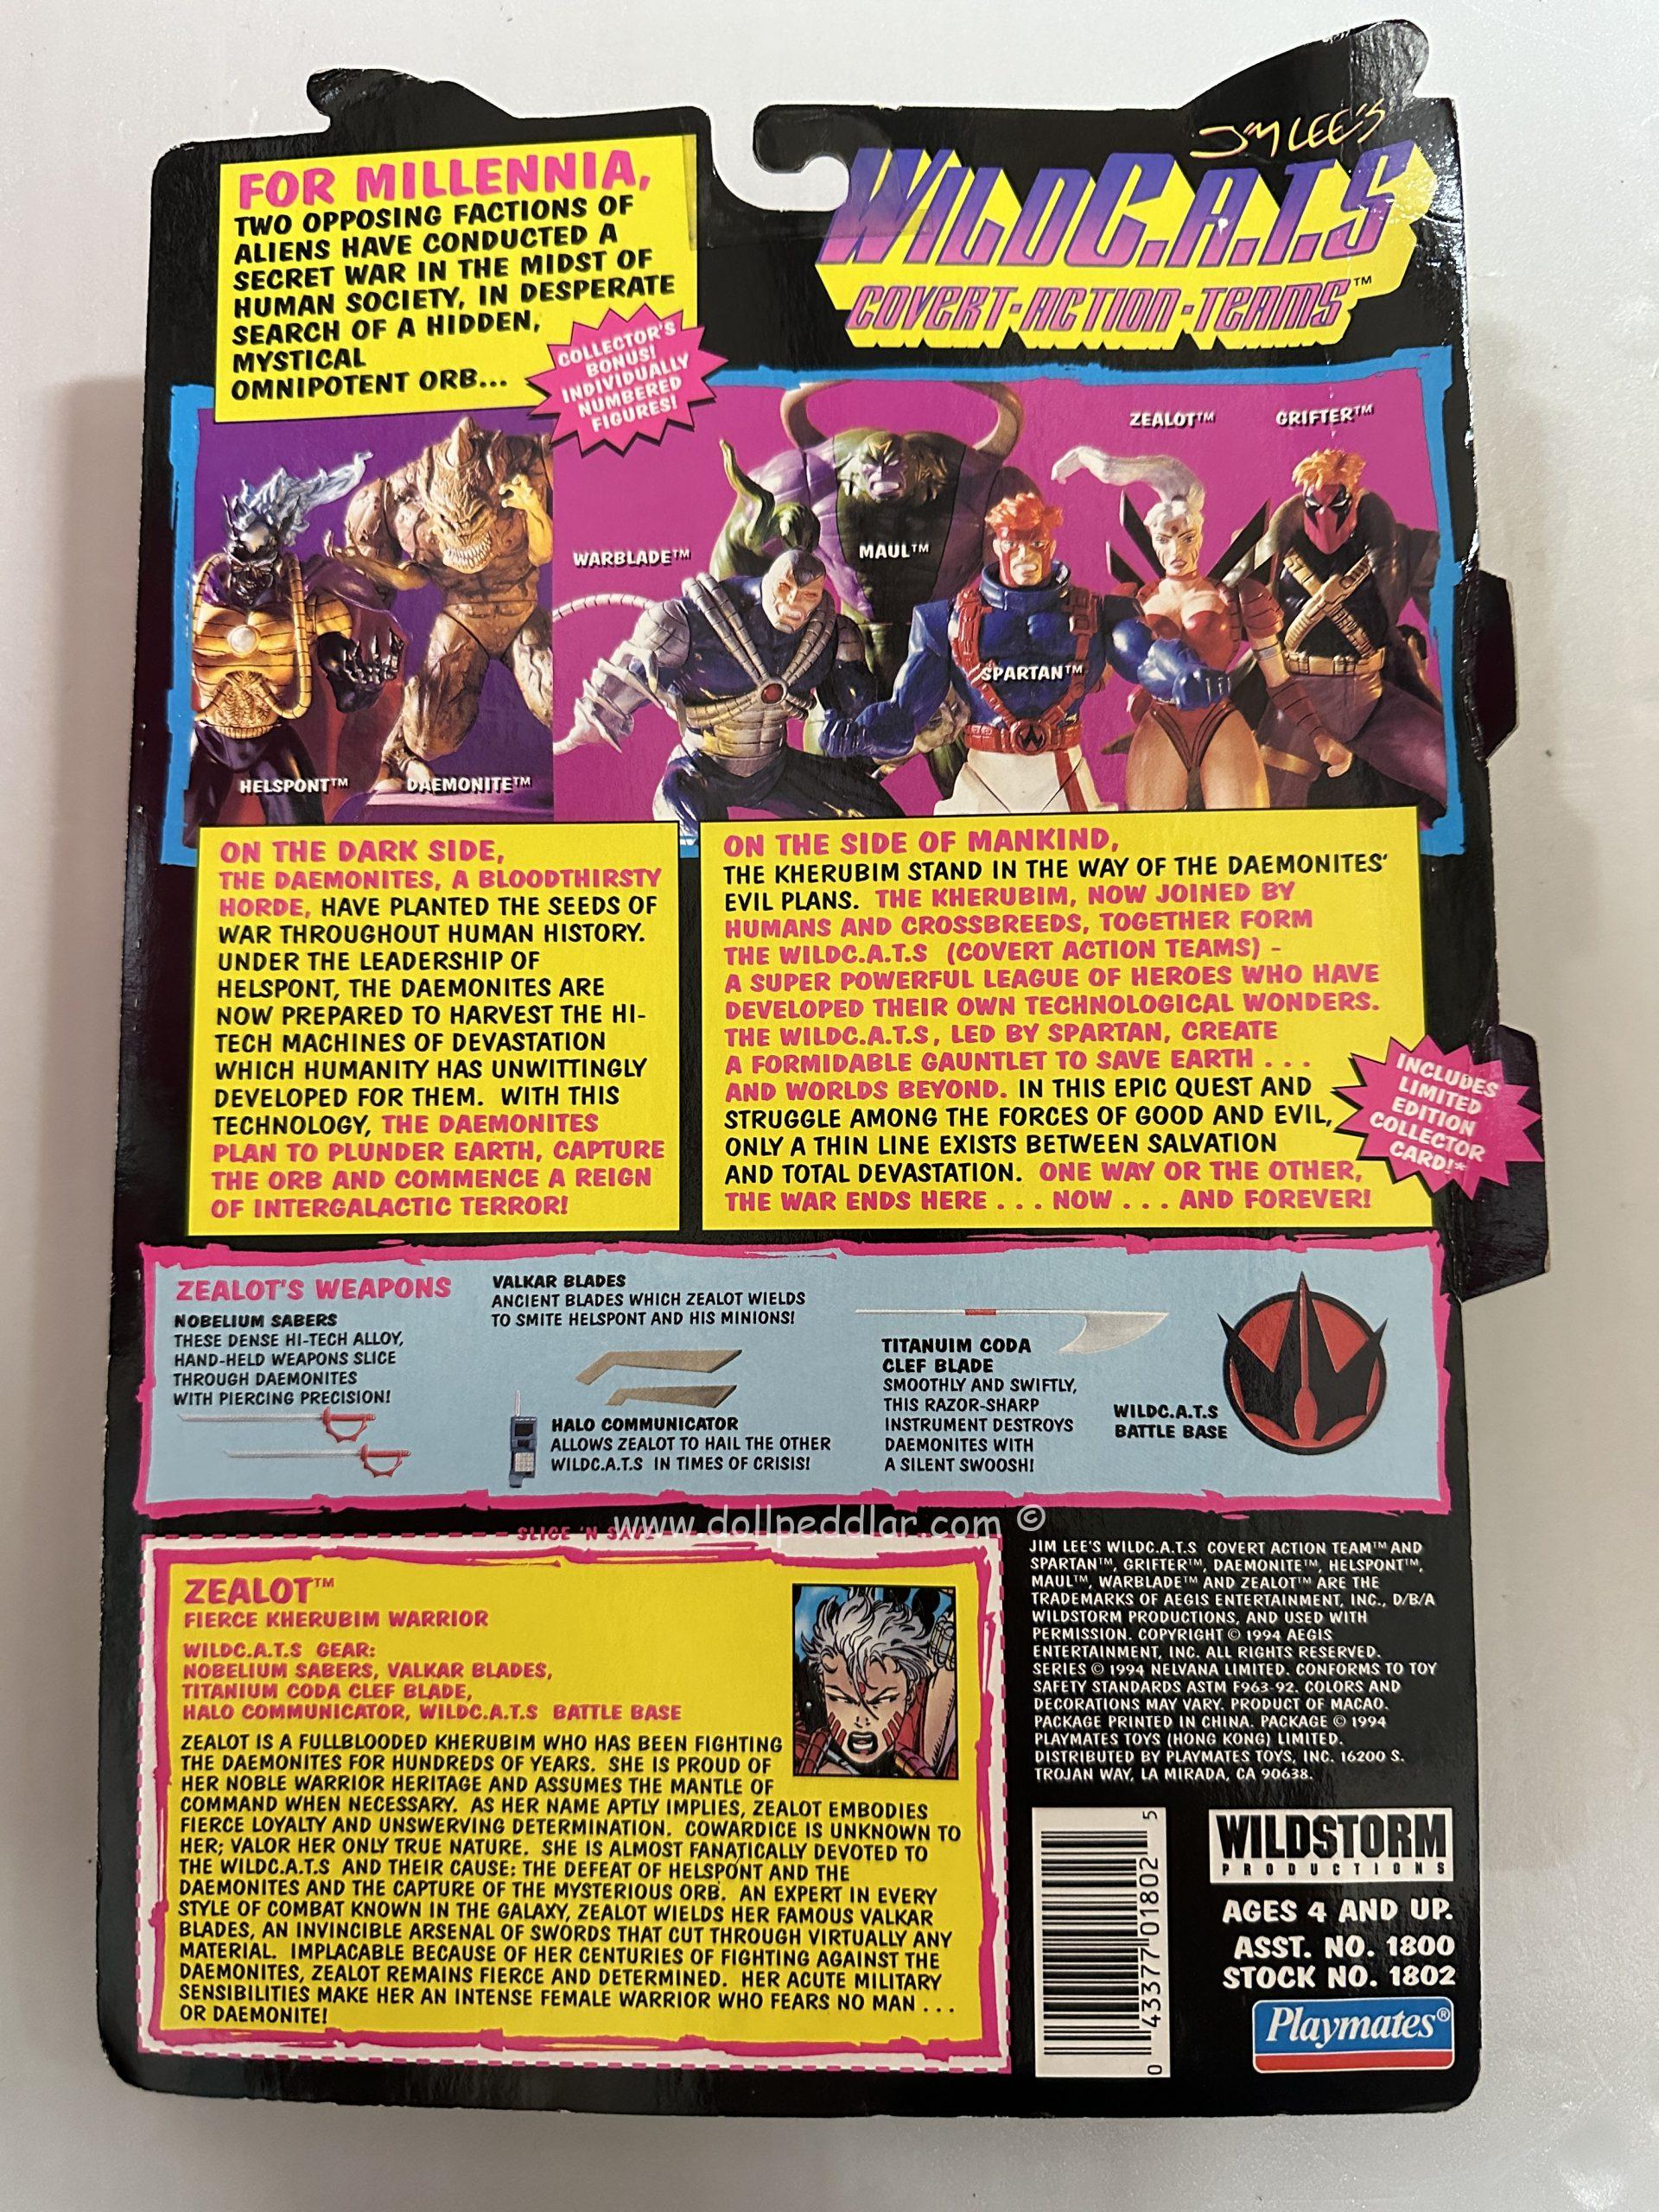 FOR MILLENNIA,
TWO OPPOSING FACTIONS OF
ALIENS HAVE CONDUCTED A
SECRET WAR IN THE MIDST OF
HUMAN SOCIETY, IN DESPERATE
SEARCH OF A HIDDEN,
MYSTICAL
OMNIPOTENT ORB...
COLLECTOR'S
BONUS!
INDIVIDUALLY
NUMBERED
FIGURES!
JIM LEE'S
WILDC.A.T.S
COVERT-ACTION-TEAMS™
HELSPONT™
DAEMONITE™
WARBLADE™
MAUL™
SPARTAN™
ZEALOT™
GRIFTER™
ON THE DARK SIDE,
THE DAEMONITES, A BLOODTHIRSTY
HORDE, HAVE PLANTED THE SEEDS OF
WAR THROUGHOUT HUMAN HISTORY.
UNDER THE LEADERSHIP OF
HELSPONT, THE DAEMONITES ARE
NOW PREPARED TO HARVEST THE HI-
TECH MACHINES OF DEVASTATION
WHICH HUMANITY HAS UNWITTINGLY
DEVELOPED FOR THEM. WITH THIS
TECHNOLOGY, THE DAEMONITES
PLAN TO PLUNDER EARTH, CAPTURE
THE ORB AND COMMENCE A REIGN
OF INTERGALACTIC TERROR!
ON THE SIDE OF MANKIND,
THE KHERUBIM STAND IN THE WAY OF THE DAEMONITES'
EVIL PLANS. THE KHERUBIM, NOW JOINED BY
HUMANS AND CROSSBREEDS, TOGETHER FORM
THE WILDC.A.T.S (COVERT ACTION TEAMS) -
A SUPER POWERFUL LEAGUE OF HEROES WHO HAVE
DEVELOPED THEIR OWN TECHNOLOGICAL WONDERS.
THE WILDC.A.T.S, LED BY SPARTAN, CREATE
A FORMIDABLE GAUNTLET TO SAVE EARTH . . .
AND WORLDS BEYOND. IN THIS EPIC QUEST AND
STRUGGLE AMONG THE FORCES OF GOOD AND EVIL,
ONLY A THIN LINE EXISTS BETWEEN SALVATION
AND TOTAL DEVASTATION. ONE WAY OR THE OTHER,
THE WAR ENDS HERE . . . NOW . . . AND FOREVER!
INCLUDES
LIMITED
EDITION
COLLECTOR
CARD!*
ZEALOT'S WEAPONS
NOBELIUM SABERS
THESE DENSE HI-TECH ALLOY,
HAND-HELD WEAPONS SLICE
THROUGH DAEMONITES
WITH PIERCING PRECISION!
VALKAR BLADES
ANCIENT BLADES WHICH ZEALOT WIELDS
TO SMITE HELSPONT AND HIS MINIONS!
HALO COMMUNICATOR
ALLOWS ZEALOT TO HAIL THE OTHER
WILDC.A.T.S IN TIMES OF CRISIS!
TITANUIM CODA
CLEF BLADE
SMOOTHLY AND SWIFTLY,
THIS RAZOR-SHARP
INSTRUMENT DESTROYS
DAEMONITES WITH
A SILENT SWOOSH!
WILDC.A.T.S
BATTLE BASE
www.dollpeddlar.com ©
SLICE 'N SAVE
ZEALOT™
FIERCE KHERUBIM WARRIOR
WILDC.A.T.S GEAR:
NOBELIUM SABERS, VALKAR BLADES,
TITANIUM CODA CLEF BLADE,
HALO COMMUNICATOR, WILDC.A.T.S BATTLE BASE
ZEALOT IS A FULLBLOODED KHERUBIM WHO HAS BEEN FIGHTING
THE DAEMONITES FOR HUNDREDS OF YEARS. SHE IS PROUD OF
HER NOBLE WARRIOR HERITAGE AND ASSUMES THE MANTLE OF
COMMAND WHEN NECESSARY. AS HER NAME APTLY IMPLIES, ZEALOT EMBODIES
FIERCE LOYALTY AND UNSWERVING DETERMINATION. COWARDICE IS UNKNOWN TO
HER; VALOR HER ONLY TRUE NATURE. SHE IS ALMOST FANATICALLY DEVOTED TO
THE WILDC.A.T.S AND THEIR CAUSE: THE DEFEAT OF HELSPONT AND THE
DAEMONITES AND THE CAPTURE OF THE MYSTERIOUS ORB. AN EXPERT IN EVERY
STYLE OF COMBAT KNOWN IN THE GALAXY, ZEALOT WIELDS HER FAMOUS VALKAR
BLADES, AN INVINCIBLE ARSENAL OF SWORDS THAT CUT THROUGH VIRTUALLY ANY
MATERIAL. IMPLACABLE BECAUSE OF HER CENTURIES OF FIGHTING AGAINST THE
DAEMONITES, ZEALOT REMAINS FIERCE AND DETERMINED. HER ACUTE MILITARY
SENSIBILITIES MAKE HER AN INTENSE FEMALE WARRIOR WHO FEARS NO MAN . . .
OR DAEMONITE!
JIM LEE'S WILDC.A.T.S COVERT ACTION TEAM™ AND
SPARTAN™, GRIFTER™, DAEMONITE™, HELSPONT™,
MAUL™, WARBLADE™ AND ZEALOT™ ARE THE
TRADEMARKS OF AEGIS ENTERTAINMENT, INC., D/B/A
WILDSTORM PRODUCTIONS, AND USED WITH
PERMISSION. COPYRIGHT © 1994 AEGIS
ENTERTAINMENT, INC. ALL RIGHTS RESERVED.
SERIES © 1994 NELVANA LIMITED. CONFORMS TO TOY
SAFETY STANDARDS ASTM F963-92. COLORS AND
DECORATIONS MAY VARY. PRODUCT OF MACAO.
PACKAGE PRINTED IN CHINA. PACKAGE © 1994
PLAYMATES TOYS (HONG KONG) LIMITED.
DISTRIBUTED BY PLAYMATES TOYS, INC. 16200 S.
TROJAN WAY, LA MIRADA, CA 90638.
0 43377 01802 5
WILDSTORM
PRODUCTIONS
AGES 4 AND UP.
ASST. NO. 1800
STOCK NO. 1802
Playmates®